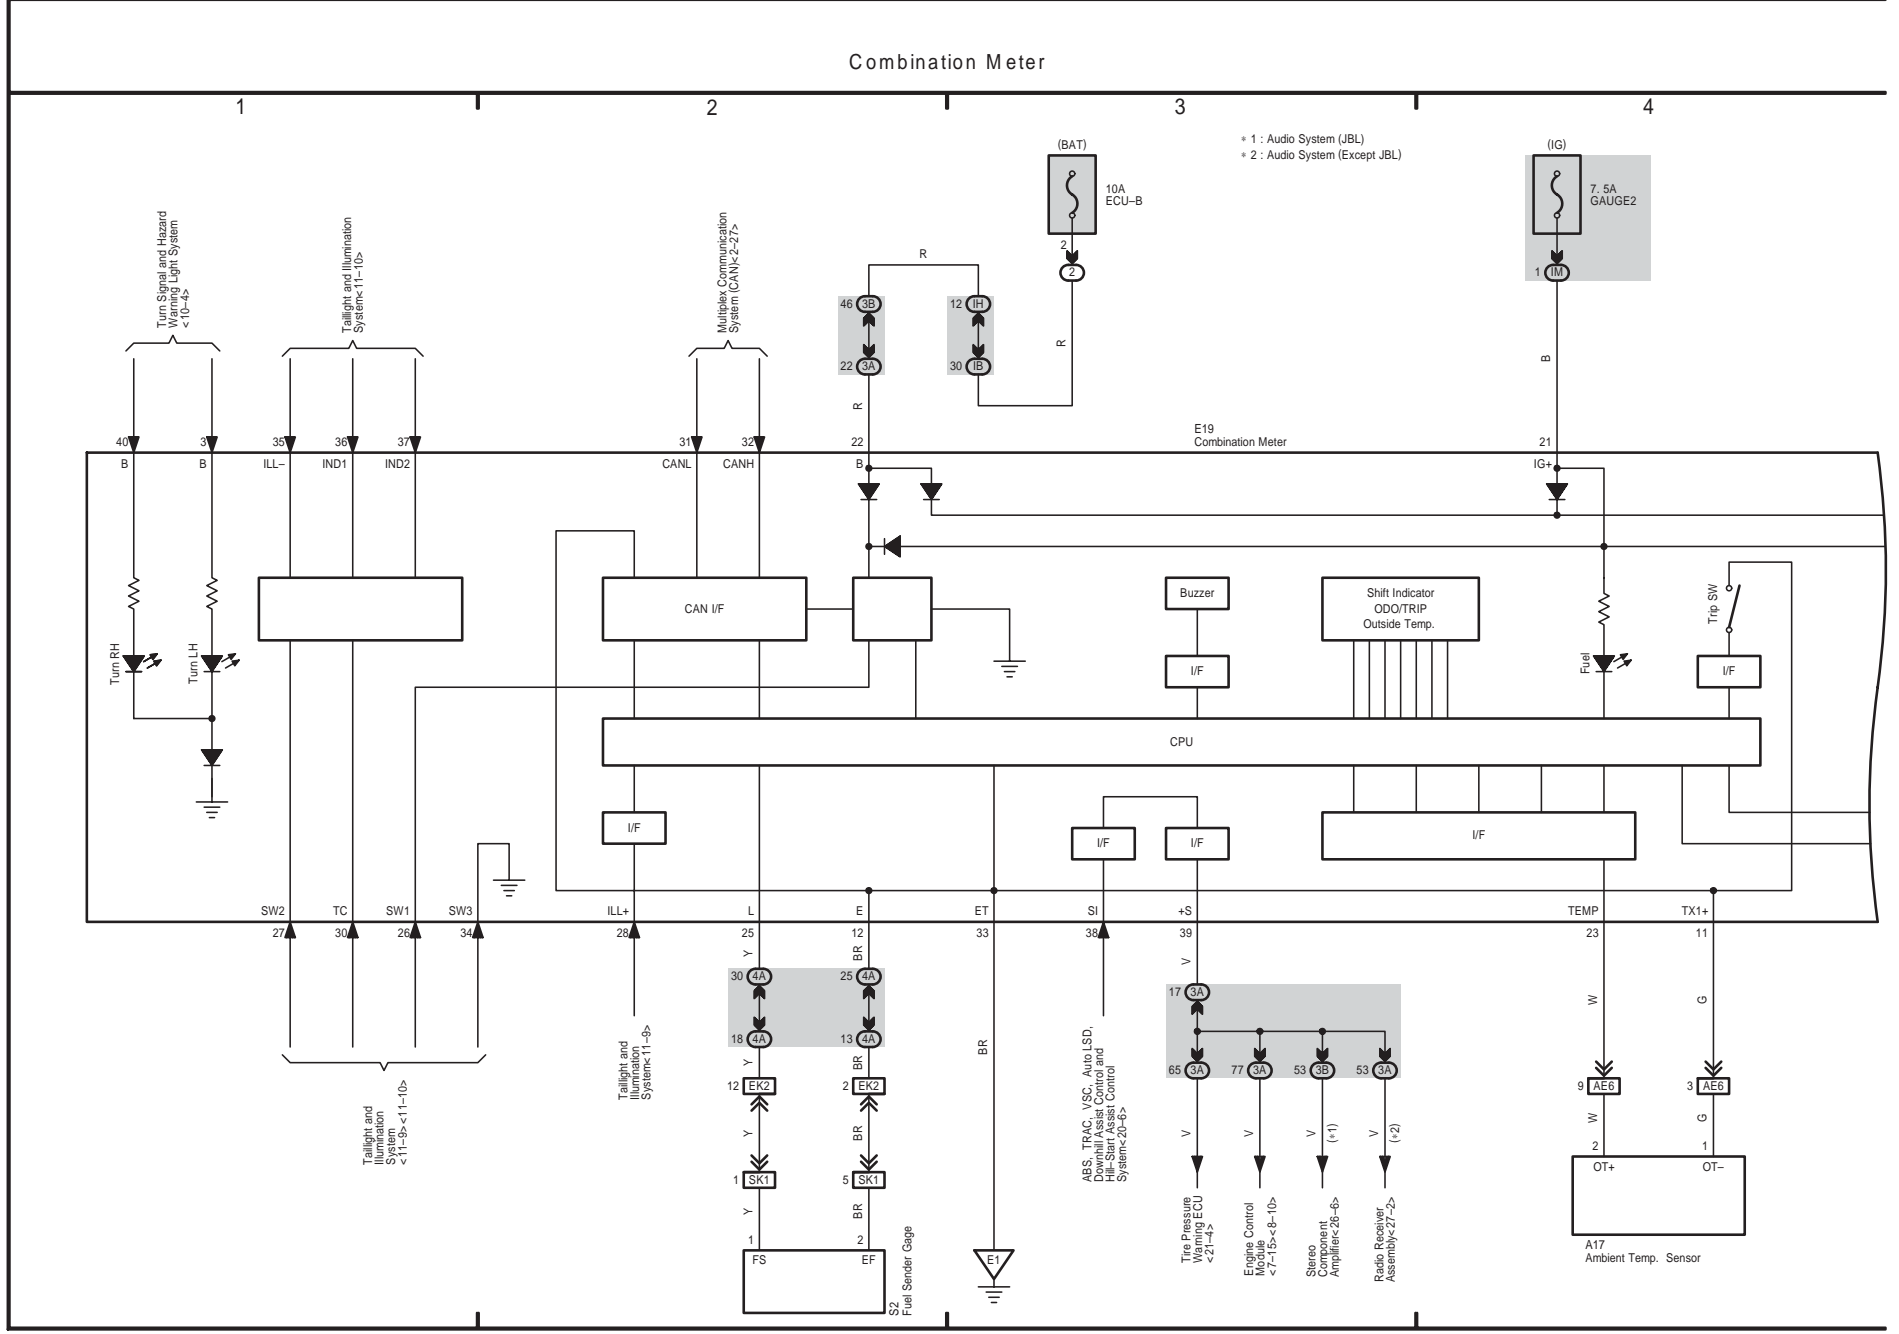 Combination Meter
1
2
3
4
∗ 1 : Audio System (JBL)
∗ 2 : Audio System (Except JBL)
(BAT)
10A
ECU–B
2
2
(IG)
7. 5A
GAUGE2
1 IM
Turn Signal and Hazard
Warning Light System
<10–4>
Taillight and Illumination
System<11–10>
Multiplex Communication
System (CAN)<2–27>
R
46 3B
12 IH
22 3A
30 IB
R
R
B
E19
Combination Meter
40
3
35
36
37
31
32
22
21
B
B
ILL–
IND1
IND2
CANL
CANH
B
IG+
Turn RH
Turn LH
CAN I/F
Buzzer
I/F
Shift Indicator
ODO/TRIP
Outside Temp.
Fuel
Trip SW
I/F
CPU
I/F
I/F
I/F
I/F
SW2
TC
SW1
SW3
ILL+
L
E
ET
SI
+S
TEMP
TX1+
27
30
26
34
28
25
12
33
38
39
23
11
Y
BR
V
30 4A
25 4A
18 4A
13 4A
Y
BR
12 EK2
2 EK2
Y
BR
1 SK1
5 SK1
Y
BR
1
2
FS
EF
S2
Fuel Sender Gage
Taillight and
Illumination
System
<11–9><11–10>
Taillight and
Illumination
System<11–9>
BR
E1
ABS, TRAC, VSC, Auto LSD,
Downhill Assist Control and
Hill–Start Assist Control
System<20–6>
17 3A
65 3A
77 3A
53 3B
53 3A
V
V
V
(∗1)
V
(∗2)
Tire Pressure
Warning ECU
<21–4>
Engine Control
Module
<7–15><8–10>
Stereo
Component
Amplifier<26–6>
Radio Receiver
Assembly<27–2>
W
G
9 AE6
3 AE6
W
G
2
1
OT+
OT–
A17
Ambient Temp. Sensor